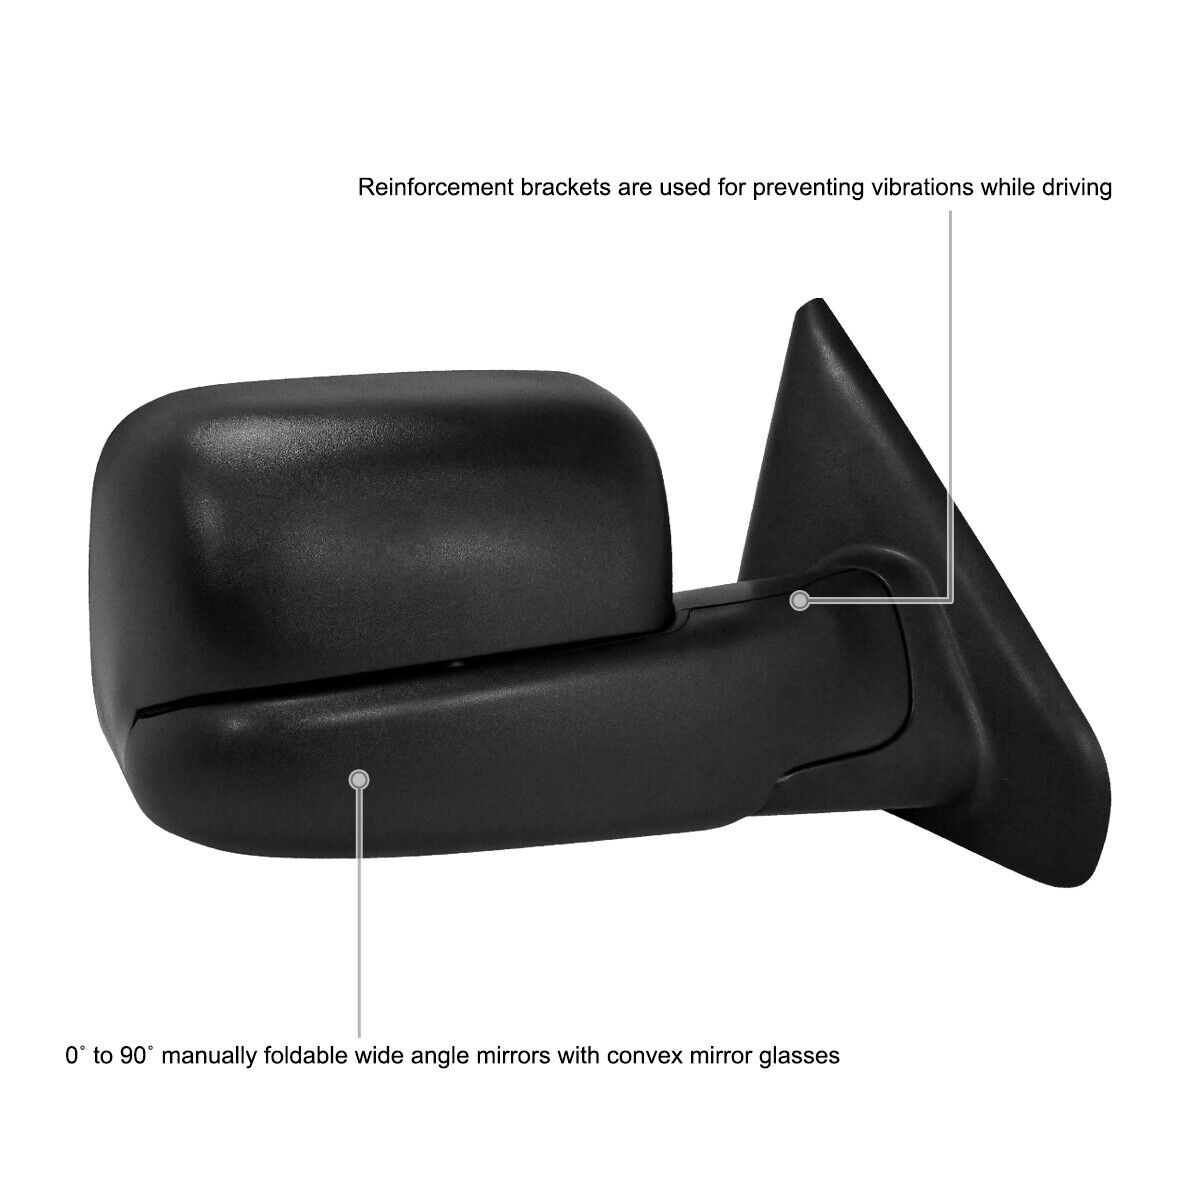 Reinforcement brackets are used for preventing vibrations while driving
0˚ to 90˚ manually foldable wide angle mirrors with convex mirror glasses